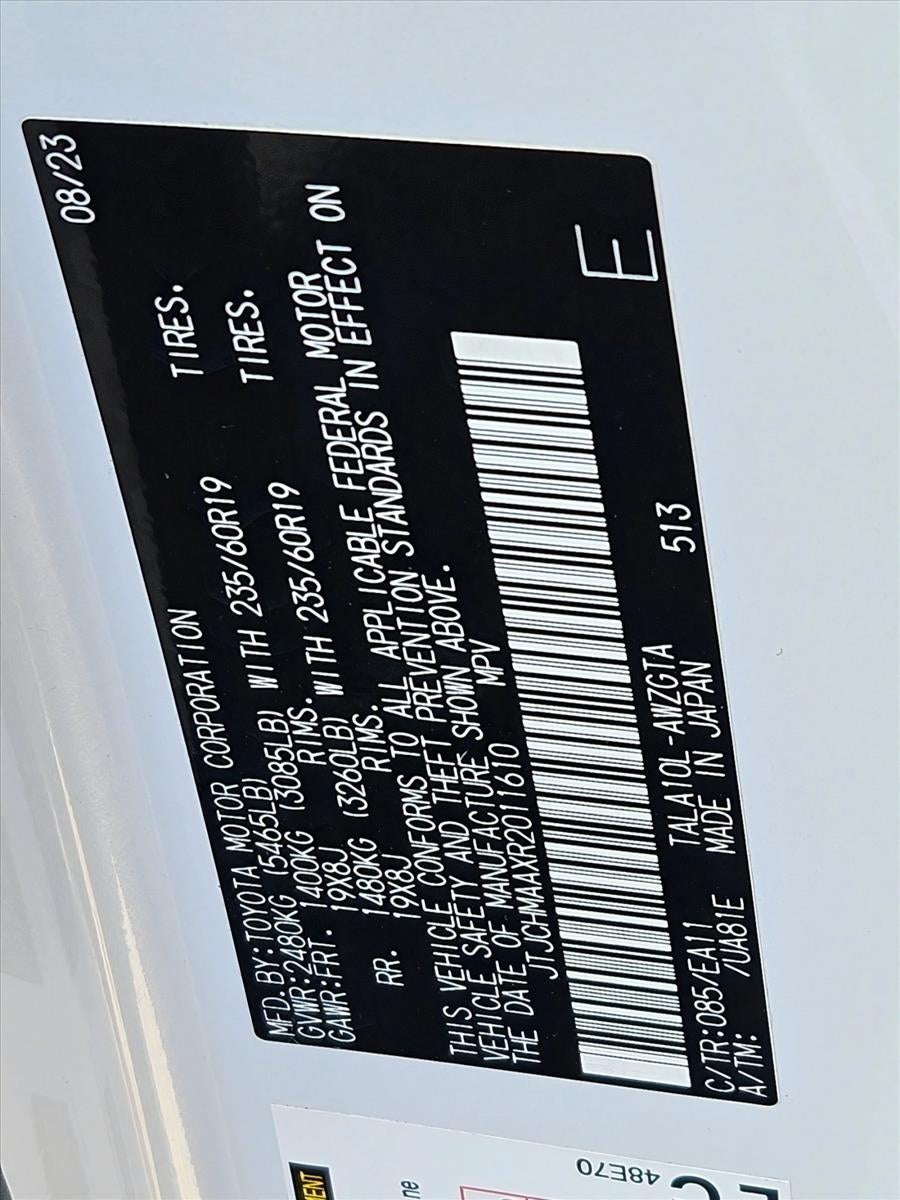 08/23
MFD. BY: TOYOTA MOTOR CORPORATION
GVWR: 2480KG (5465LB)
GAWR: FRT. 1400KG (3085LB) WITH 235/60R19 TIRES.
19X8J RIMS.
RR. 1480KG (3260LB) WITH 235/60R19 TIRES.
19X8J RIMS.
THIS VEHICLE CONFORMS TO ALL APPLICABLE FEDERAL MOTOR
VEHICLE SAFETY AND THEFT PREVENTION STANDARDS IN EFFECT ON
THE DATE OF MANUFACTURE SHOWN ABOVE.
JTJCHMAAXR2011610 MPV
E
C/TR: 085/EA11 TALA10L-AWZGTA 513
A/TM: /UA81E MADE IN JAPAN
48E70